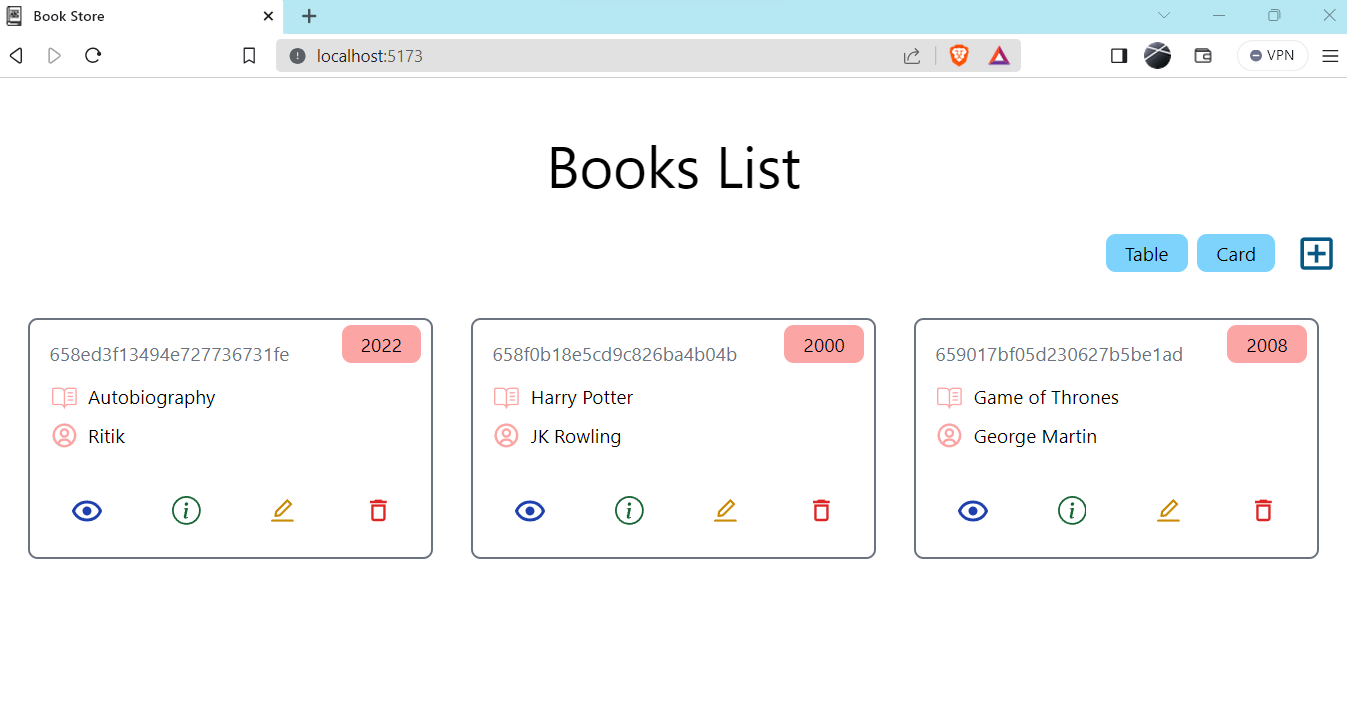 Book Store
localhost:5173
VPN
Books List
Table Card
658ed3f13494e727736731fe 2022
Autobiography
Ritik
658f0b18e5cd9c826ba4b04b 2000
Harry Potter
JK Rowling
659017bf05d230627b5be1ad 2008
Game of Thrones
George Martin